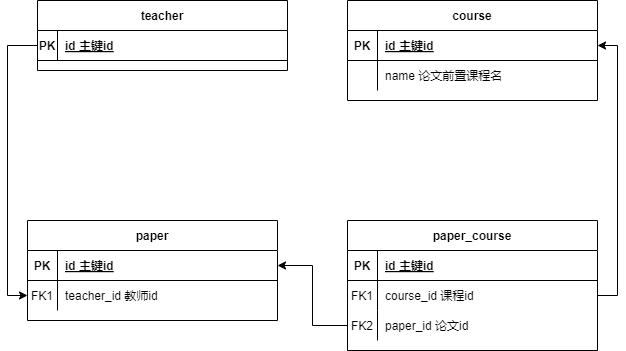 teacher
PK id 主键id
course
PK id 主键id
name 论文前置课程名
paper
PK id 主键id
FK1 teacher_id 教师id
paper_course
PK id 主键id
FK1 course_id 课程id
FK2 paper_id 论文id